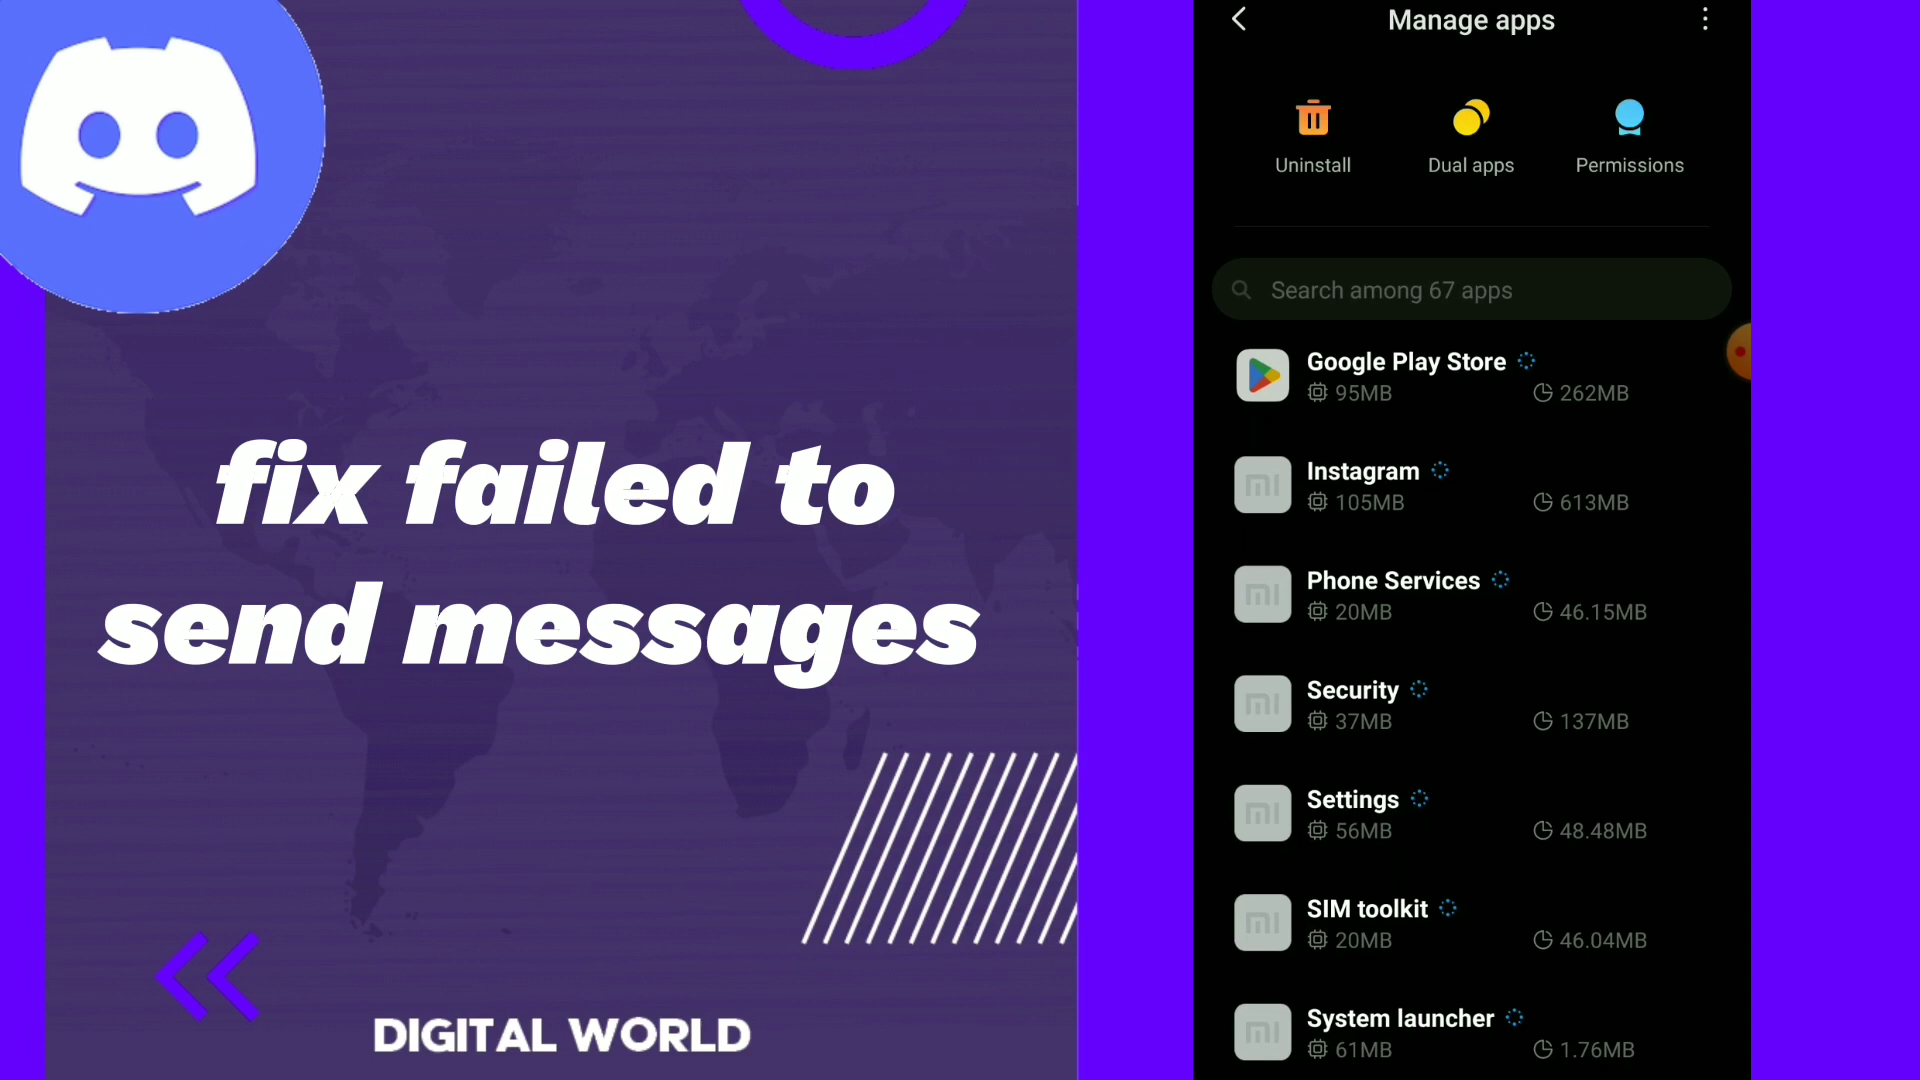 fix failed to
send messages
DIGITAL WORLD
Manage apps
Uninstall
Dual apps
Permissions
Search among 67 apps
Google Play Store
95MB
262MB
Instagram
105MB
613MB
Phone Services
20MB
46.15MB
Security
37MB
137MB
Settings
56MB
48.48MB
SIM toolkit
20MB
46.04MB
System launcher
61MB
1.76MB